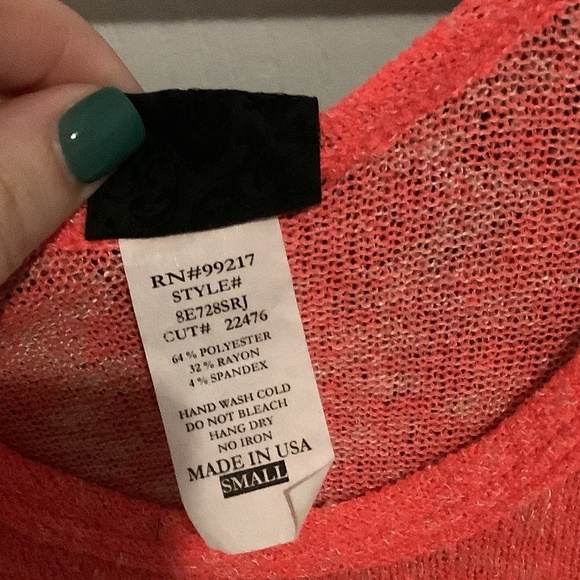 RN#99217
STYLE#
8E728SRJ
CUT# 22476
64% POLYESTER
32% RAYON
4% SPANDEX
HAND WASH COLD
DO NOT BLEACH
HANG DRY
NO IRON
MADE IN USA
SMALL